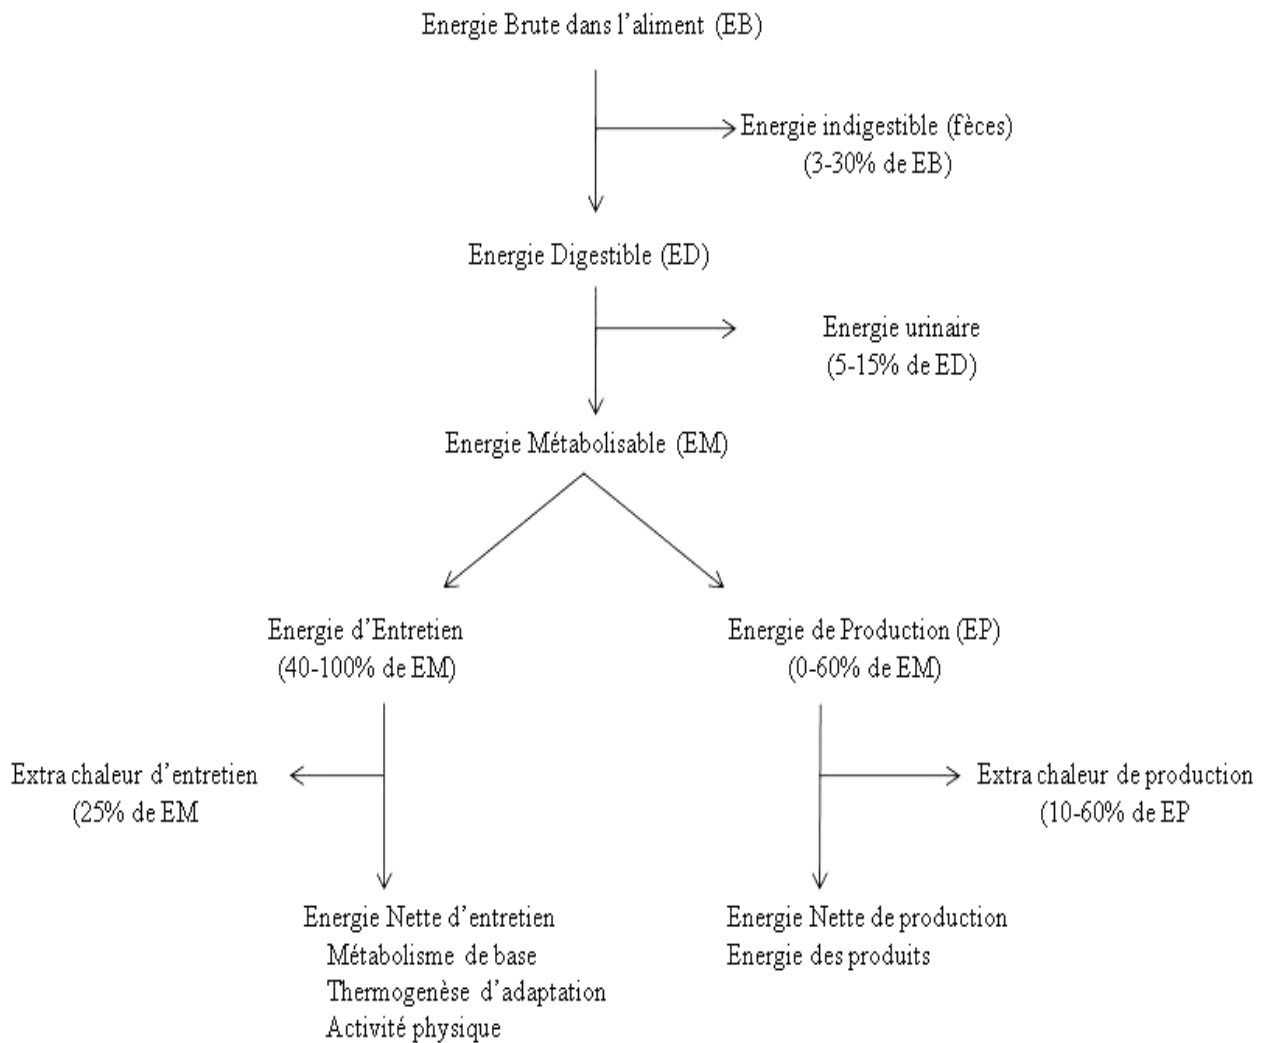 Energie Brute dans l’aliment (EB)
Energie indigestible (fèces)
(3-30% de EB)
Energie Digestible (ED)
Energie urinaire
(5-15% de ED)
Energie Métabolisable (EM)
Energie d’Entretien
(40-100% de EM)
Energie de Production (EP)
(0-60% de EM)
Extra chaleur d’entretien
(25% de EM
Extra chaleur de production
(10-60% de EP
Energie Nette d’entretien
Métabolisme de base
Thermogenèse d’adaptation
Activité physique
Energie Nette de production
Energie des produits